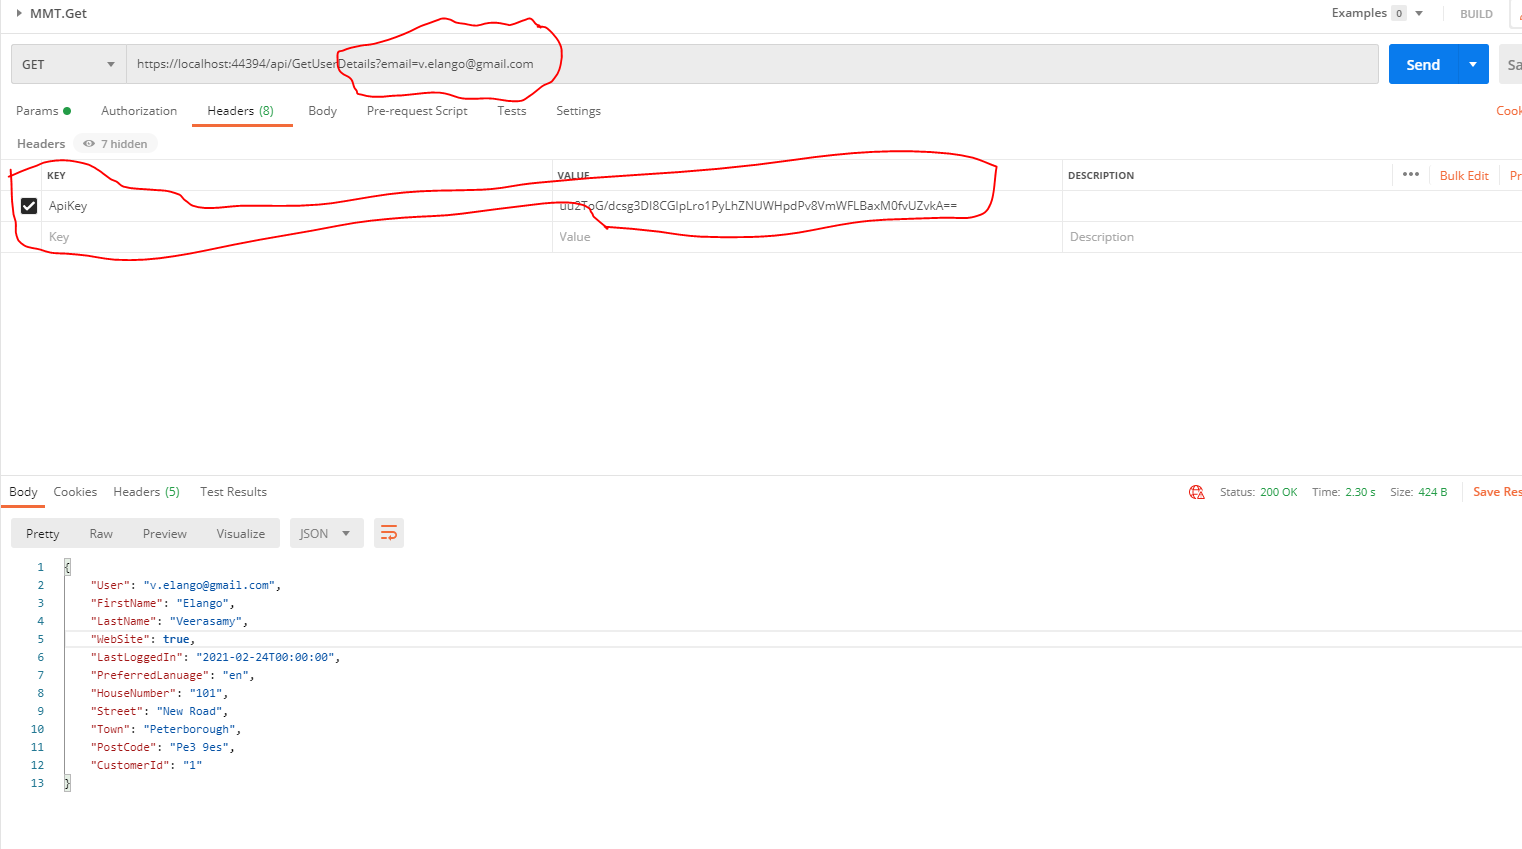 MMT.Get Examples 0 BUILD
GET https://localhost:44394/api/GetUserDetails?email=v.elango@gmail.com Send Sa
Params Authorization Headers (8) Body Pre-request Script Tests Settings Cook
Headers 7 hidden
KEY VALUE DESCRIPTION ••• Bulk Edit Pr
ApiKey
Key Value Description
Body Cookies Headers (5) Test Results Status: 200 OK Time: 2.30 s Size: 424 B Save Res
Pretty Raw Preview Visualize JSON
1 {
2 "User": "v.elango@gmail.com",
3 "FirstName": "Elango",
4 "LastName": "Veerasamy",
5 "WebSite": true,
6 "LastLoggedIn": "2021-02-24T00:00:00",
7 "PreferredLanuage": "en",
8 "HouseNumber": "101",
9 "Street": "New Road",
10 "Town": "Peterborough",
11 "PostCode": "Pe3 9es",
12 "CustomerId": "1"
13 }